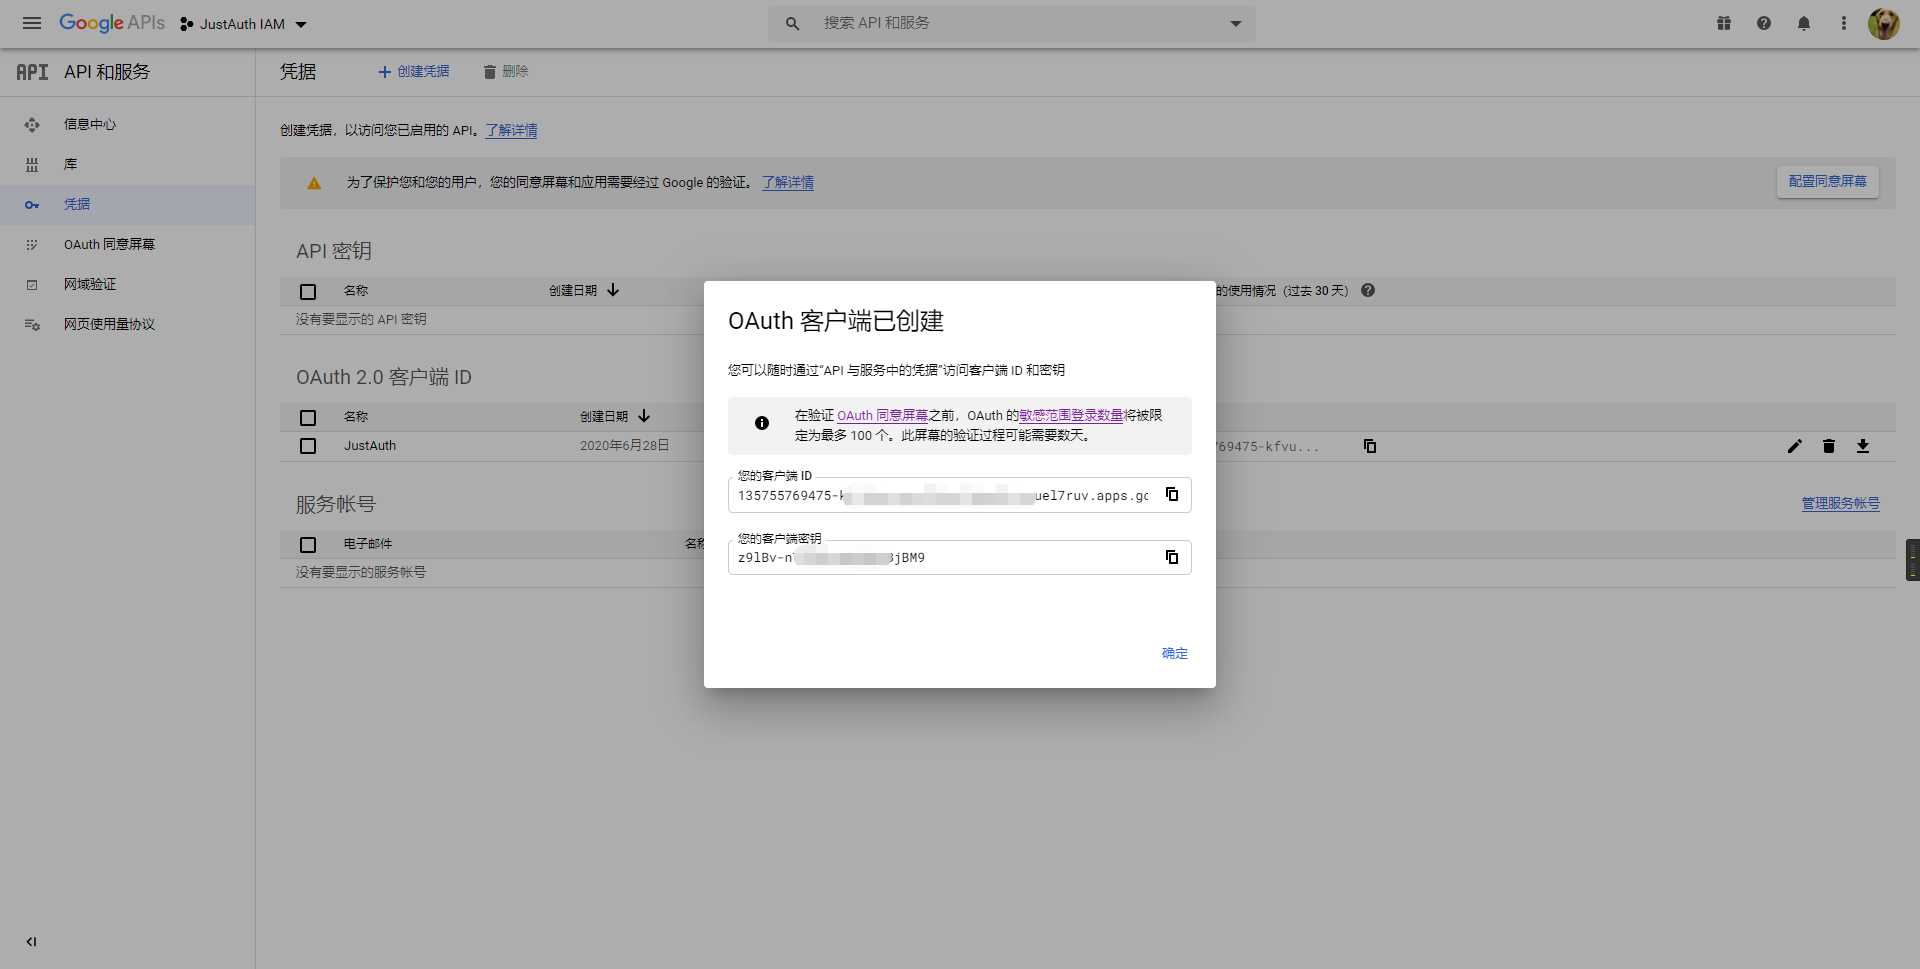 Google APIs
JustAuth IAM
搜索 API 和服务
API
API 和服务
凭据
创建凭据
删除
信息中心
库
凭据
OAuth 同意屏幕
网域验证
网页使用量协议
创建凭据，以访问您已启用的 API。了解详情
为了保护您和您的用户，您的同意屏幕和应用需要经过 Google 的验证。 了解详情
配置同意屏幕
API 密钥
名称
创建日期
的使用情况（过去 30 天）
没有要显示的 API 密钥
OAuth 2.0 客户端 ID
名称
创建日期
JustAuth
2020年6月28日
69475-kfvu...
服务帐号
管理服务帐号
电子邮件
名称
没有要显示的服务帐号
OAuth 客户端已创建
您可以随时通过“API 与服务中的凭据”访问客户端 ID 和密钥
在验证 OAuth 同意屏幕之前，OAuth 的敏感范围登录数量将被限
定为最多 100 个。此屏幕的验证过程可能需要数天。
您的客户端 ID
135755769475-k uel7ruv.apps.go
您的客户端密钥
z9lBv-n jBM9
确定